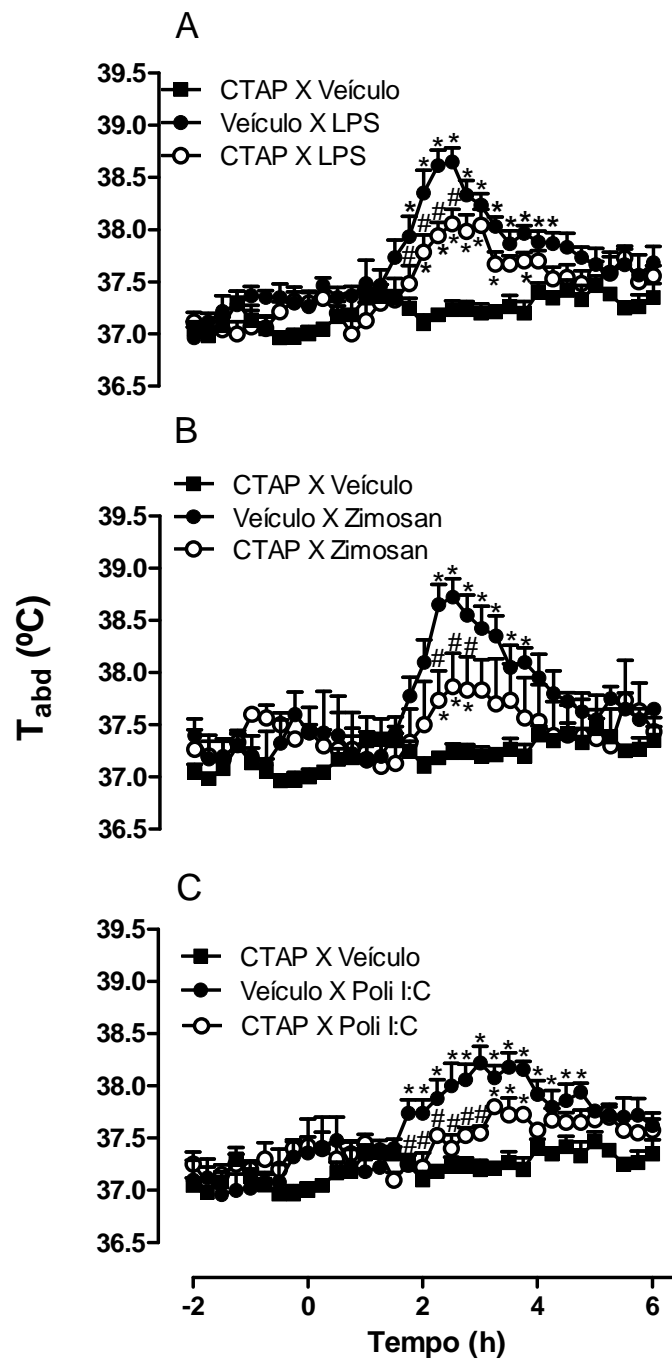 A
39.5
39.0
38.5
38.0
37.5
37.0
36.5
CTAP X Veículo
Veículo X LPS
CTAP X LPS
B
39.5
39.0
38.5
38.0
37.5
37.0
36.5
CTAP X Veículo
Veículo X Zimosan
CTAP X Zimosan
Tabd (ºC)
C
39.5
39.0
38.5
38.0
37.5
37.0
36.5
CTAP X Veículo
Veículo X Poli I:C
CTAP X Poli I:C
-2 0 2 4 6
Tempo (h)